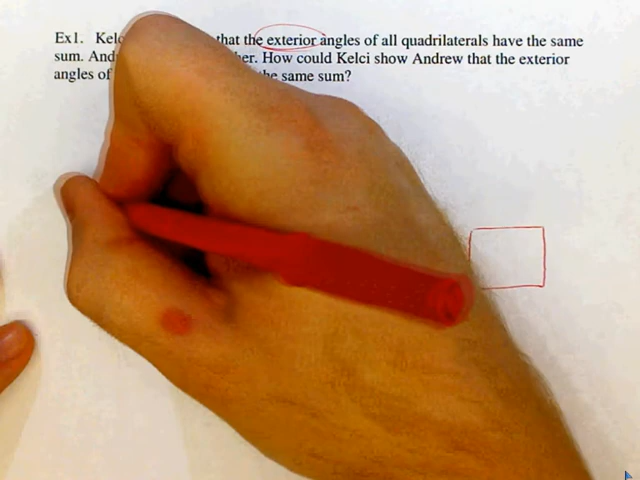 Ex1. Kelc that the exterior angles of all quadrilaterals have the same
sum. And her. How could Kelci show Andrew that the exterior
angles of the same sum?